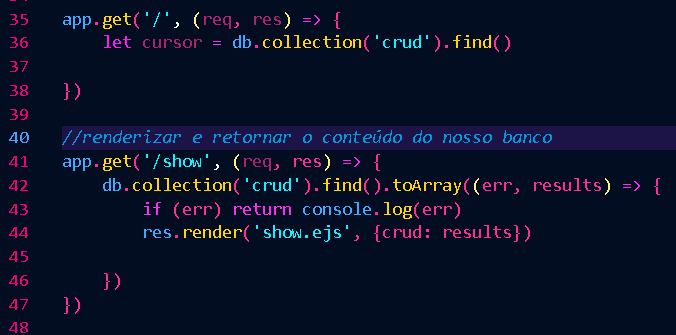 35 app.get('/', (req, res) => {
36 let cursor = db.collection('crud').find()
37
38 })
39
40 //renderizar e retornar o conteúdo do nosso banco
41 app.get('/show', (req, res) => {
42 db.collection('crud').find().toArray((err, results) => {
43 if (err) return console.log(err)
44 res.render('show.ejs', {crud: results})
45
46 })
47 })
48